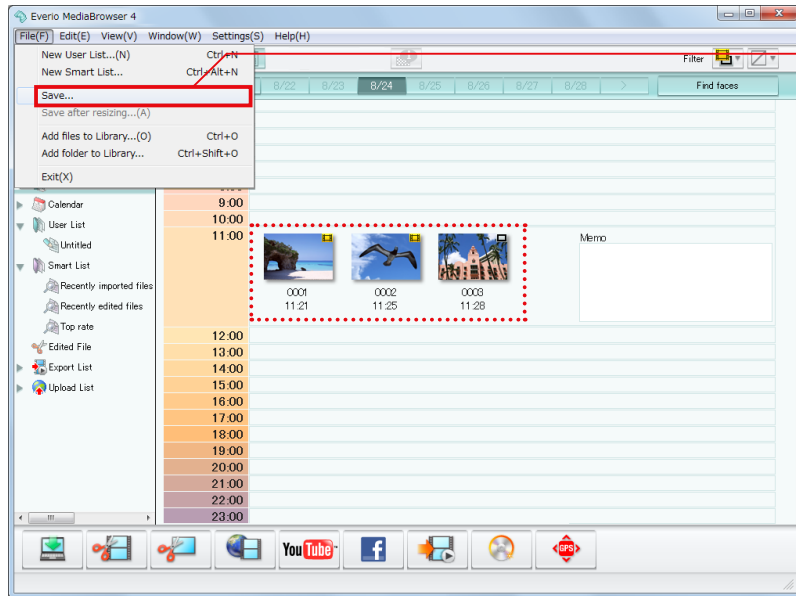 Everio MediaBrowser 4
File(F) Edit(E) View(V) Window(W) Settings(S) Help(H)
New User List...(N) Ctrl+N
New Smart List... Ctrl+Alt+N
Save...
Save after resizing...(A)
Add files to Library...(O) Ctrl+O
Add folder to Library... Ctrl+Shift+O
Exit(X)
Filter
8/22 8/23 8/24 8/25 8/26 8/27 8/28 > Find faces
Calendar
User List
Untitled
Smart List
Recently imported files
Recently edited files
Top rate
Edited File
Export List
Upload List
9:00
10:00
11:00
0001 0002 0003
11:21 11:25 11:28
Memo
12:00
13:00
14:00
15:00
16:00
17:00
18:00
19:00
20:00
21:00
22:00
23:00
YouTube
f
GPS